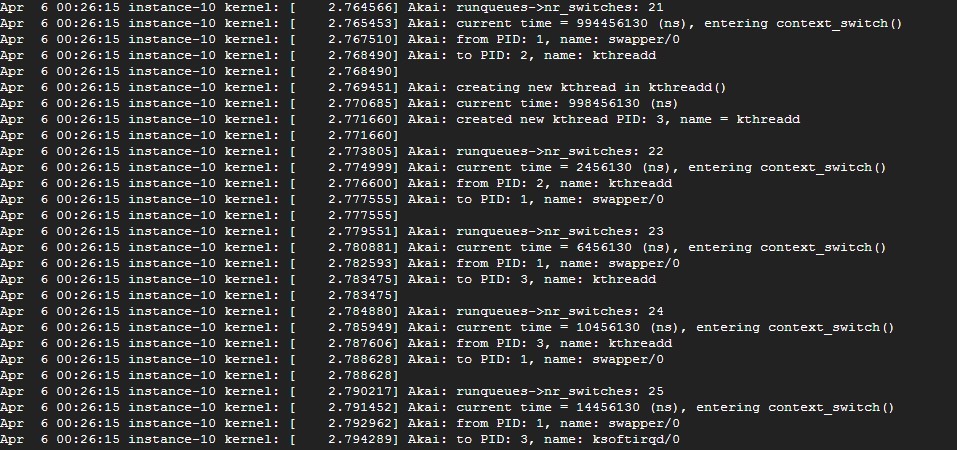 Apr  6 00:26:15 instance-10 kernel: [    2.764566] Akai: runqueues->nr_switches: 21
Apr  6 00:26:15 instance-10 kernel: [    2.765453] Akai: current time = 994456130 (ns), entering context_switch()
Apr  6 00:26:15 instance-10 kernel: [    2.767510] Akai: from PID: 1, name: swapper/0
Apr  6 00:26:15 instance-10 kernel: [    2.768490] Akai: to PID: 2, name: kthreadd
Apr  6 00:26:15 instance-10 kernel: [    2.768490]
Apr  6 00:26:15 instance-10 kernel: [    2.769451] Akai: creating new kthread in kthreadd()
Apr  6 00:26:15 instance-10 kernel: [    2.770685] Akai: current time: 998456130 (ns)
Apr  6 00:26:15 instance-10 kernel: [    2.771660] Akai: created new kthread PID: 3, name = kthreadd
Apr  6 00:26:15 instance-10 kernel: [    2.771660]
Apr  6 00:26:15 instance-10 kernel: [    2.773805] Akai: runqueues->nr_switches: 22
Apr  6 00:26:15 instance-10 kernel: [    2.774999] Akai: current time = 2456130 (ns), entering context_switch()
Apr  6 00:26:15 instance-10 kernel: [    2.776600] Akai: from PID: 2, name: kthreadd
Apr  6 00:26:15 instance-10 kernel: [    2.777555] Akai: to PID: 1, name: swapper/0
Apr  6 00:26:15 instance-10 kernel: [    2.777555]
Apr  6 00:26:15 instance-10 kernel: [    2.779551] Akai: runqueues->nr_switches: 23
Apr  6 00:26:15 instance-10 kernel: [    2.780881] Akai: current time = 6456130 (ns), entering context_switch()
Apr  6 00:26:15 instance-10 kernel: [    2.782593] Akai: from PID: 1, name: swapper/0
Apr  6 00:26:15 instance-10 kernel: [    2.783475] Akai: to PID: 3, name: kthreadd
Apr  6 00:26:15 instance-10 kernel: [    2.783475]
Apr  6 00:26:15 instance-10 kernel: [    2.784880] Akai: runqueues->nr_switches: 24
Apr  6 00:26:15 instance-10 kernel: [    2.785949] Akai: current time = 10456130 (ns), entering context_switch()
Apr  6 00:26:15 instance-10 kernel: [    2.787606] Akai: from PID: 3, name: kthreadd
Apr  6 00:26:15 instance-10 kernel: [    2.788628] Akai: to PID: 1, name: swapper/0
Apr  6 00:26:15 instance-10 kernel: [    2.788628]
Apr  6 00:26:15 instance-10 kernel: [    2.790217] Akai: runqueues->nr_switches: 25
Apr  6 00:26:15 instance-10 kernel: [    2.791452] Akai: current time = 14456130 (ns), entering context_switch()
Apr  6 00:26:15 instance-10 kernel: [    2.792962] Akai: from PID: 1, name: swapper/0
Apr  6 00:26:15 instance-10 kernel: [    2.794289] Akai: to PID: 3, name: ksoftirqd/0